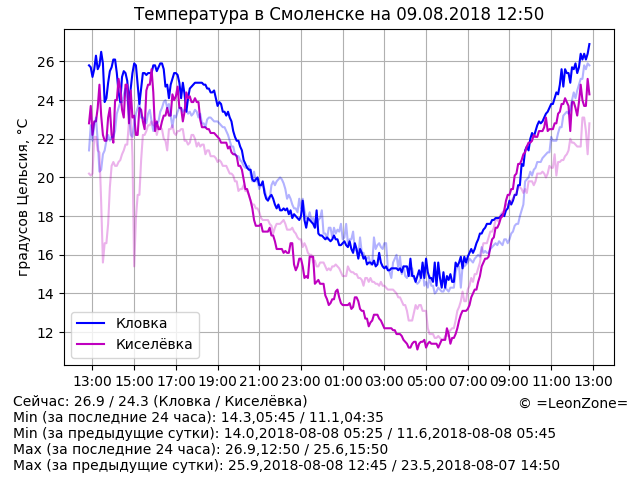 Температура в Смоленске на 09.08.2018 12:50
градусов Цельсия, °С
26
24
22
20
18
16
14
12
Кловка
Киселёвка
13:00 15:00 17:00 19:00 21:00 23:00 01:00 03:00 05:00 07:00 09:00 11:00 13:00
Сейчас: 26.9 / 24.3 (Кловка / Киселёвка)
© =LeonZone=
Min (за последние 24 часа): 14.3,05:45 / 11.1,04:35
Min (за предыдущие сутки): 14.0,2018-08-08 05:25 / 11.6,2018-08-08 05:45
Max (за последние 24 часа): 26.9,12:50 / 25.6,15:50
Max (за предыдущие сутки): 25.9,2018-08-08 12:45 / 23.5,2018-08-07 14:50